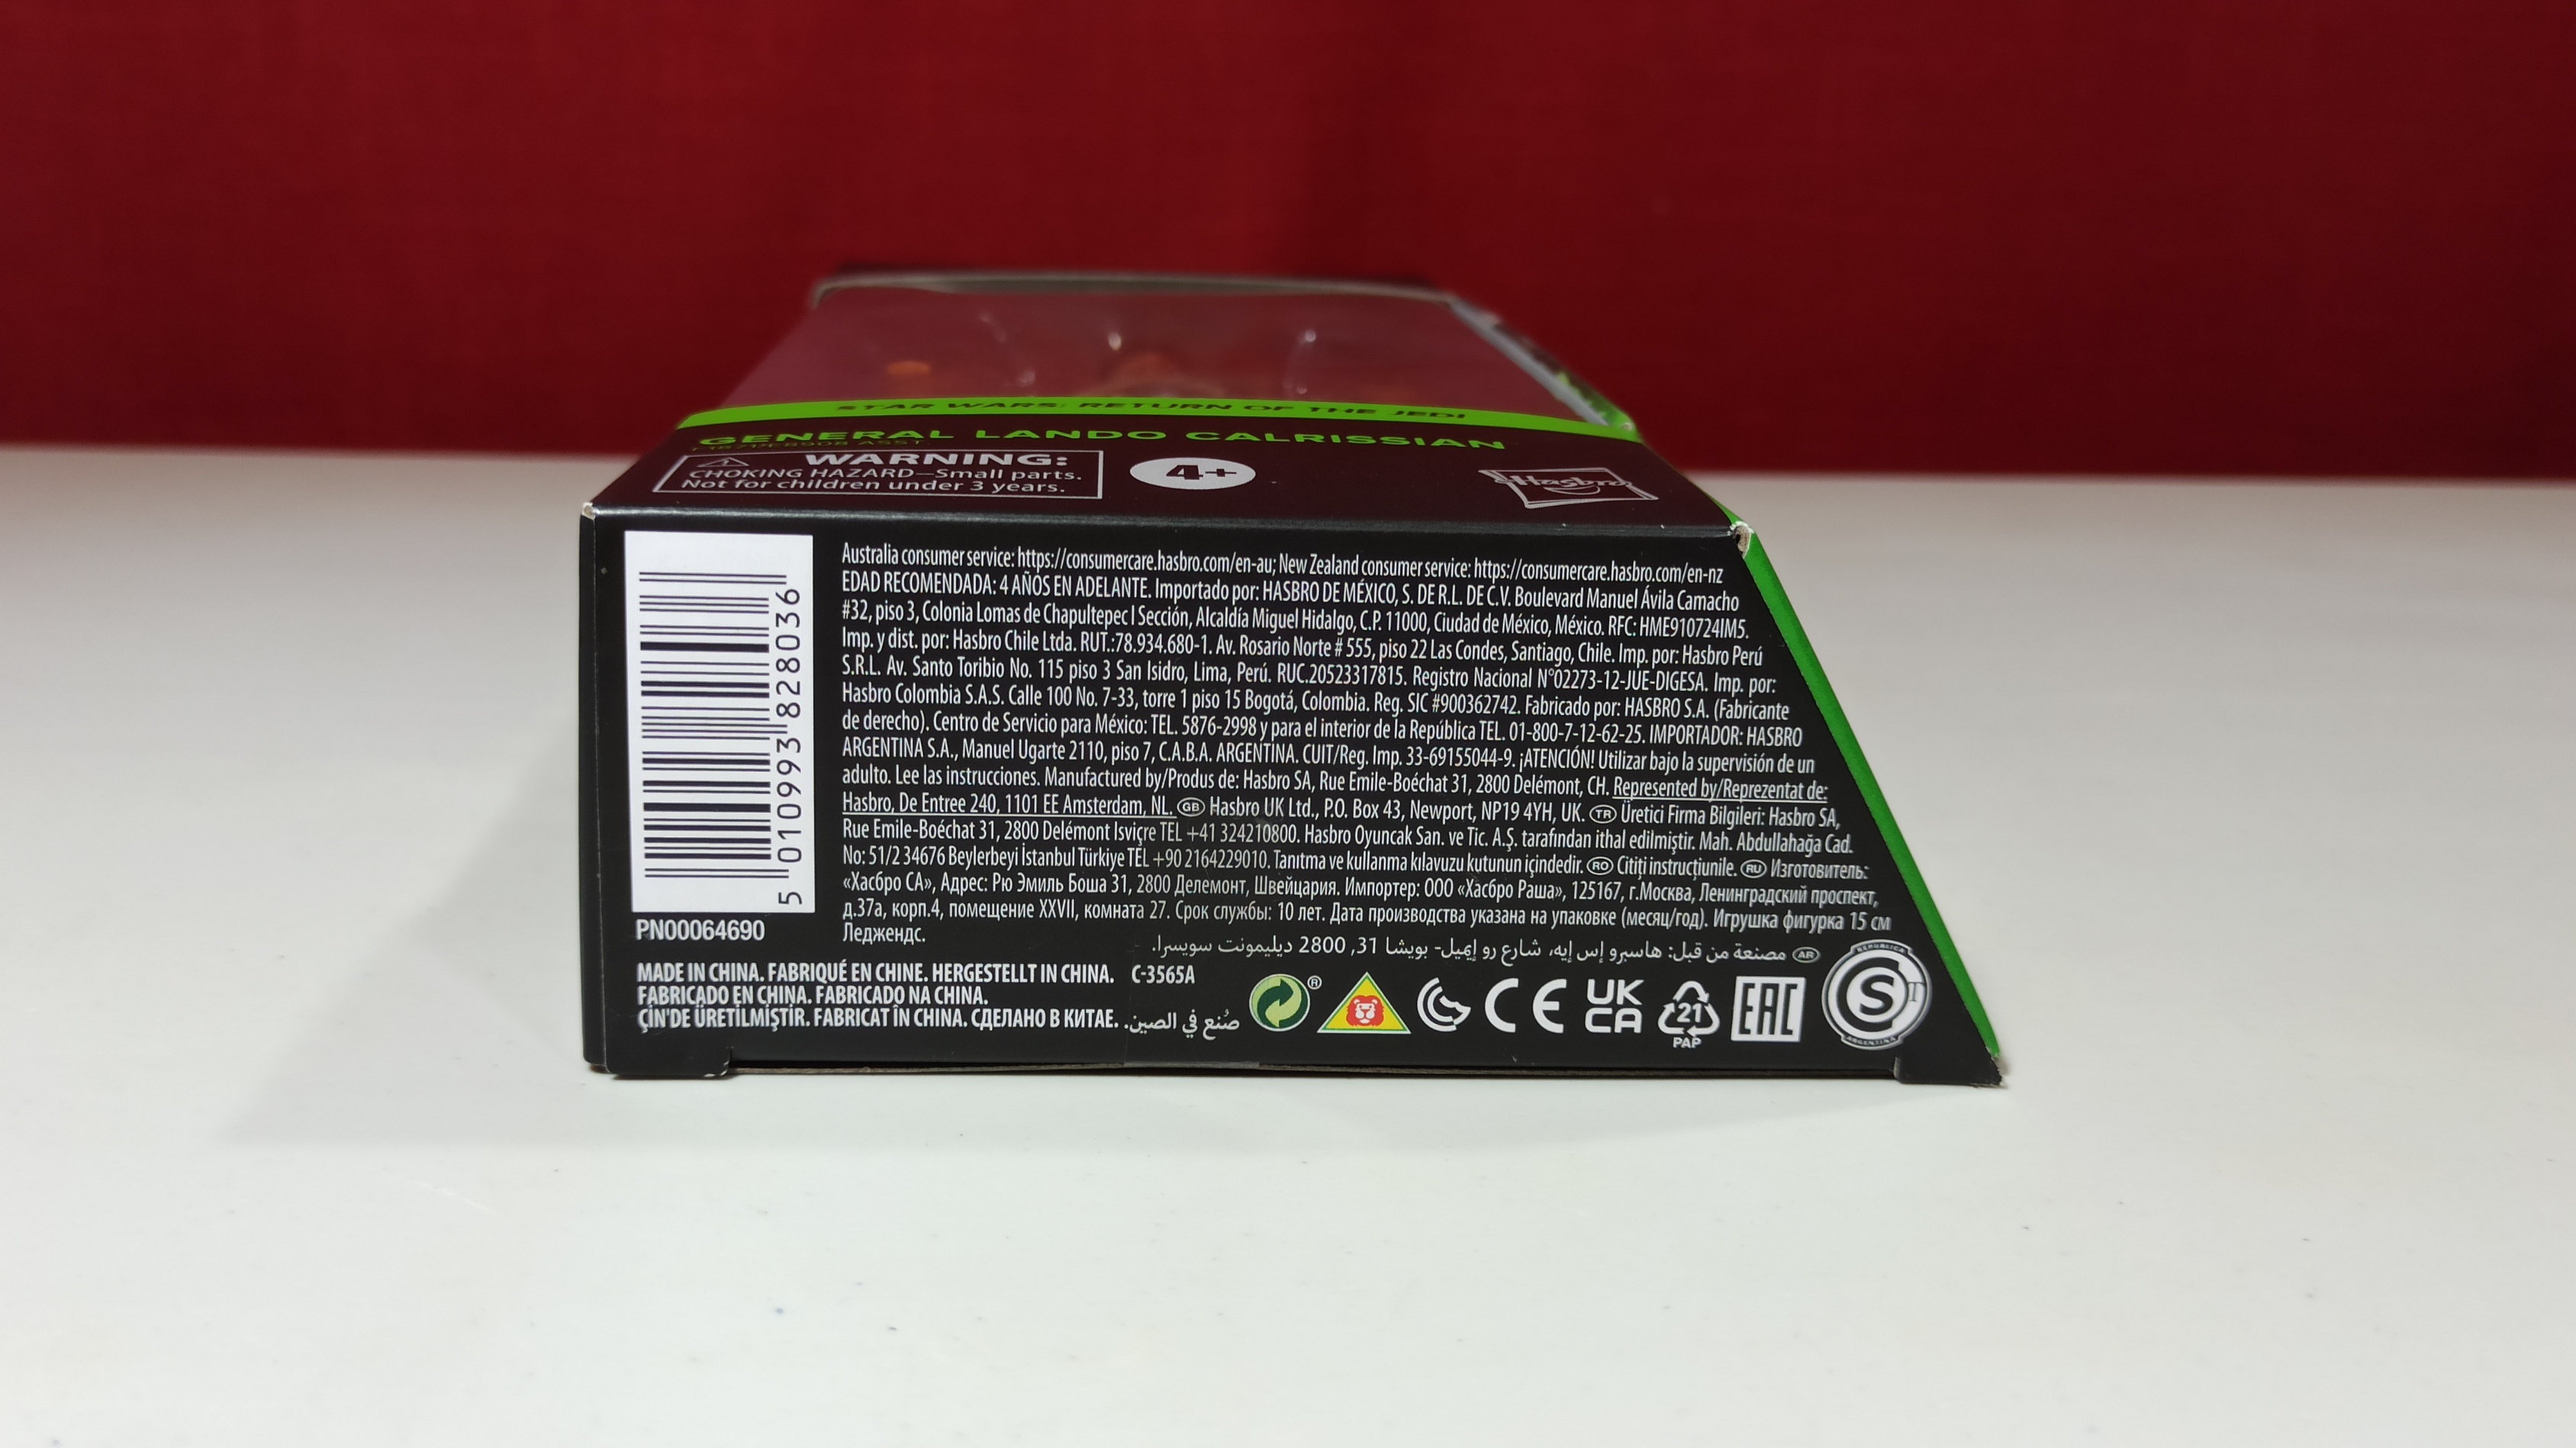 STAR WARS: RETURN OF THE JEDI
GENERAL LANDO CALRISSIAN
WARNING:
CHOKING HAZARD—Small parts.
Not for children under 3 years.
4+
Hasbro
5 010993 828036
PN00064690
Australia consumer service: https://consumercare.hasbro.com/en-au; New Zealand consumer service: https://consumercare.hasbro.com/en-nz
EDAD RECOMENDADA: 4 AÑOS EN ADELANTE. Importado por: HASBRO DE MÉXICO, S. DE R.L. DE C.V. Boulevard Manuel Ávila Camacho
#32, piso 3, Colonia Lomas de Chapultepec I Sección, Alcaldía Miguel Hidalgo, C.P. 11000, Ciudad de México, México. RFC: HME910724IM5.
Imp. y dist. por: Hasbro Chile Ltda. RUT.:78.934.680-1. Av. Rosario Norte # 555, piso 22 Las Condes, Santiago, Chile. Imp. por: Hasbro Perú
S.R.L. Av. Santo Toribio No. 115 piso 3 San Isidro, Lima, Perú. RUC.20523317815. Registro Nacional N°02273-12-JUE-DIGESA. Imp. por:
Hasbro Colombia S.A.S. Calle 100 No. 7-33, torre 1 piso 15 Bogotá, Colombia. Reg. SIC #900362742. Fabricado por: HASBRO S.A. (Fabricante
de derecho). Centro de Servicio para México: TEL. 5876-2998 y para el interior de la República TEL. 01-800-7-12-62-25. IMPORTADOR: HASBRO
ARGENTINA S.A., Manuel Ugarte 2110, piso 7, C.A.B.A. ARGENTINA. CUIT/Reg. Imp. 33-69155044-9. ¡ATENCIÓN! Utilizar bajo la supervisión de un
adulto. Lee las instrucciones. Manufactured by/Produs de: Hasbro SA, Rue Emile-Boéchat 31, 2800 Delémont, CH. Represented by/Reprezentat de:
Hasbro, De Entree 240, 1101 EE Amsterdam, NL. GB Hasbro UK Ltd., P.O. Box 43, Newport, NP19 4YH, UK. TR Üretici Firma Bilgileri: Hasbro SA,
Rue Emile-Boéchat 31, 2800 Delémont Isviçre TEL +41 324210800. Hasbro Oyuncak San. ve Tic. A.Ş. tarafından ithal edilmiştir. Mah. Abdullahağa Cad.
No: 51/2 34676 Beylerbeyi İstanbul Türkiye TEL +90 2164229010. Tanıtma ve kullanma kılavuzu kutunun içindedir. RO Citiți instrucțiunile. RU Изготовитель:
«Хасбро СА», Адрес: Рю Эмиль Боша 31, 2800 Делемонт, Швейцария. Импортер: ООО «Хасбро Раша», 125167, г.Москва, Ленинградский проспект,
д.37а, корп.4, помещение XXVII, комната 27. Срок службы: 10 лет. Дата производства указана на упаковке (месяц/год). Игрушка фигурка 15 см
Леджендс.
AR مصنعة من قبل: هاسبرو إس إيه، شارع رو إيميل- بويشا 31, 2800 ديليمونت سويسرا.
MADE IN CHINA. FABRIQUÉ EN CHINE. HERGESTELLT IN CHINA. C-3565A
FABRICADO EN CHINA. FABRICADO NA CHINA.
ÇİN'DE ÜRETİLMİŞTİR. FABRICAT ÎN CHINA. СДЕЛАНО В КИТАЕ. صُنع في الصين.
CE
UK
CA
21
PAP
EAC
REPUBLICA
S
ARGENTINA